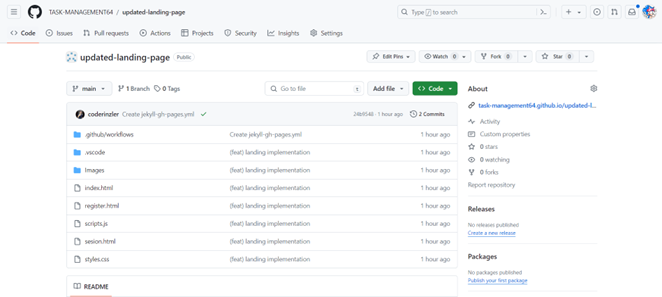 TASK-MANAGEMENT64 / updated-landing-page
Type / to search
Code Issues Pull requests Actions Projects Security Insights Settings
updated-landing-page Public
Edit Pins Watch 0 Fork 0 Star 0
main 1 Branch 0 Tags
Go to file t
Add file Code
About
coderinzler Create jekyll-gh-pages.yml 1 hour ago 2 Commits
task-management64.github.io/updated-l...
.github/workflows Create jekyll-gh-pages.yml 1 hour ago
Activity
.vscode (feat) landing implementation 1 hour ago
Custom properties
Images (feat) landing implementation 1 hour ago
0 stars
0 watching
index.html (feat) landing implementation 1 hour ago
0 forks
register.html (feat) landing implementation 1 hour ago
Report repository
scripts.js (feat) landing implementation 1 hour ago
Releases
sesion.html (feat) landing implementation 1 hour ago
No releases published
Create a new release
styles.css (feat) landing implementation 1 hour ago
Packages
README
No packages published
Publish your first package